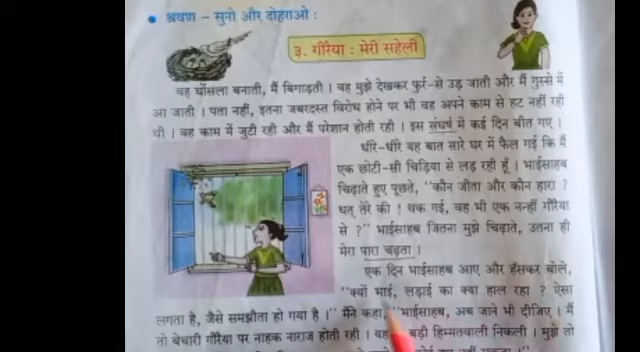 • श्रवण – सुनो और दोहराओ :
३. गौरैया : मेरी सहेली
वह घोंसला बनाती, मैं बिगाड़ती । वह मुझे देखकर फुर्र-से उड़ जाती और मैं गुस्से में
आ जाती । पता नहीं, इतना जबरदस्त विरोध होने पर भी वह अपने काम से हट नहीं रही
थी । वह काम में जुटी रही और मैं परेशान होती रही । इस संघर्ष में कई दिन बीत गए ।
धीरे-धीरे यह बात सारे घर में फैल गई कि मैं
एक छोटी-सी चिड़िया से लड़ रही हूँ । भाईसाहब
चिढ़ाते हुए पूछते, ‘‘कौन जीता और कौन हारा ?
धत् तेरे की ! थक गई, वह भी एक नन्हीं गौरैया
से ?’’ भाईसाहब जितना मुझे चिढ़ाते, उतना ही
मेरा पारा चढ़ता ।
एक दिन भाईसाहब आए और हँसकर बोले,
‘‘क्यों भाई, लड़ाई का क्या हाल रहा ? ऐसा
लगता है, जैसे समझौता हो गया है ।’’ मैंने कहा, ‘‘भाईसाहब, अब जाने भी दीजिए । मैं
तो बेचारी गौरैया पर नाहक नाराज होती रही । बड़ी हिम्मतवाली निकली । मुझे तो